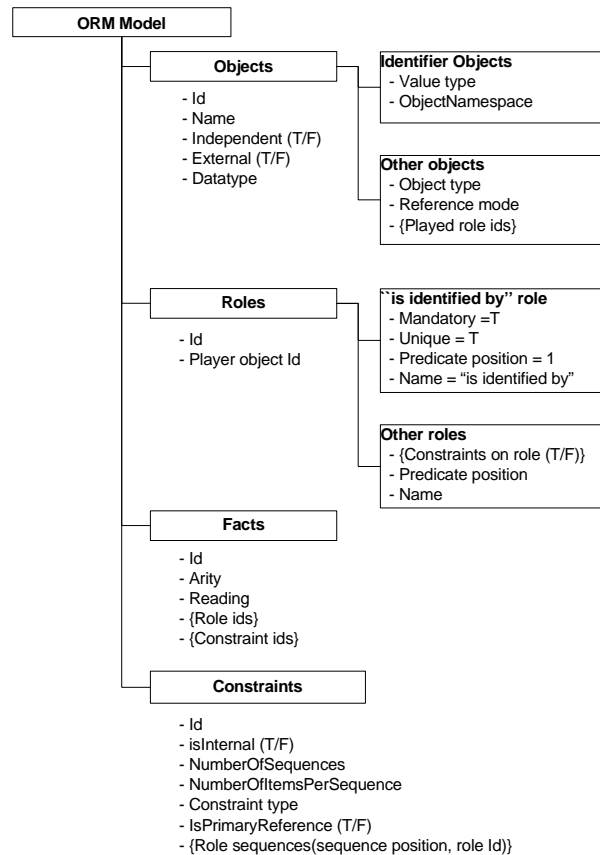 ORM Model
Objects
- Id
- Name
- Independent (T/F)
- External (T/F)
- Datatype
Identifier Objects
- Value type
- ObjectNamespace
Other objects
- Object type
- Reference mode
- {Played role ids}
Roles
- Id
- Player object Id
``is identified by'' role
- Mandatory =T
- Unique = T
- Predicate position = 1
- Name = “is identified by”
Other roles
- {Constraints on role (T/F)}
- Predicate position
- Name
Facts
- Id
- Arity
- Reading
- {Role ids}
- {Constraint ids}
Constraints
- Id
- isInternal (T/F)
- NumberOfSequences
- NumberOfItemsPerSequence
- Constraint type
- IsPrimaryReference (T/F)
- {Role sequences(sequence position, role Id)}